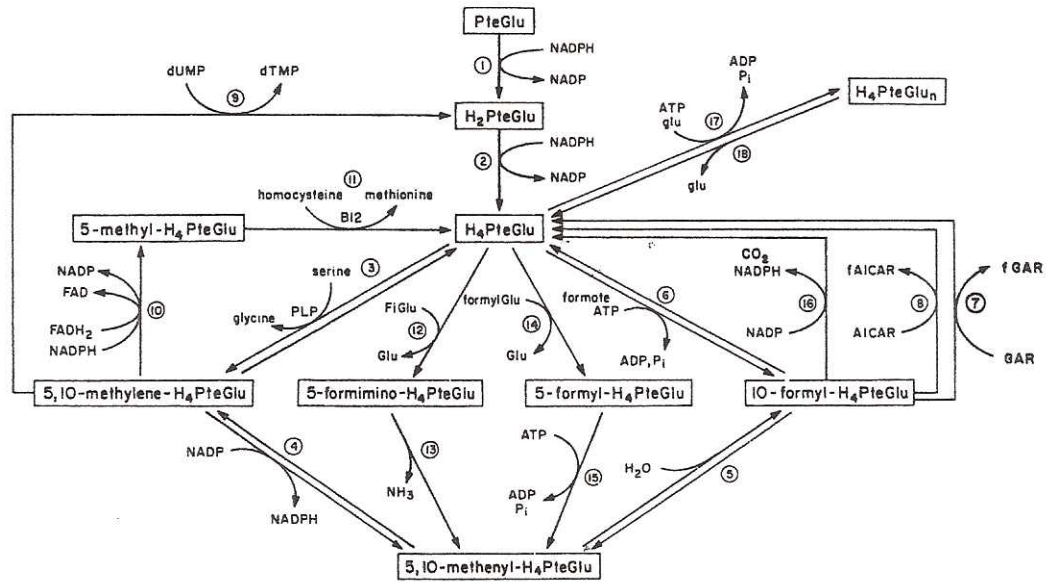 PteGlu
NADPH
1
NADP
ADP
Pi
dUMP
dTMP
9
H4PteGlun
ATP
glu
17
H2PteGlu
NADPH
2
18
NADP
glu
11
homocysteine
methionine
B12
5-methyl-H4PteGlu
H4PteGlu
NADP
FAD
10
FADH2
NADPH
serine
3
PLP
glycine
FiGlu
12
Glu
formylGlu
14
Glu
formate
ATP
6
ADP,Pi
CO2
NADPH
16
NADP
fAICAR
8
AICAR
fGAR
7
GAR
5,10-methylene-H4PteGlu
5-formimino-H4PteGlu
5-formyl-H4PteGlu
10-formyl-H4PteGlu
NADP
4
NADPH
13
NH3
ATP
15
ADP
Pi
H2O
5
5,10-methenyl-H4PteGlu